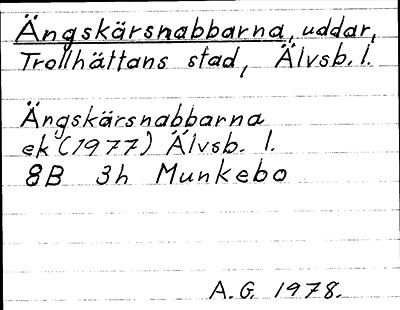 Ängskärsnabbarna, uddar,
Trollhättans stad, Älvsb. l.
Ängskärsnabbarna
ek (1977) Älvsb. l.
8B 3h Munkebo
A.G. 1978.